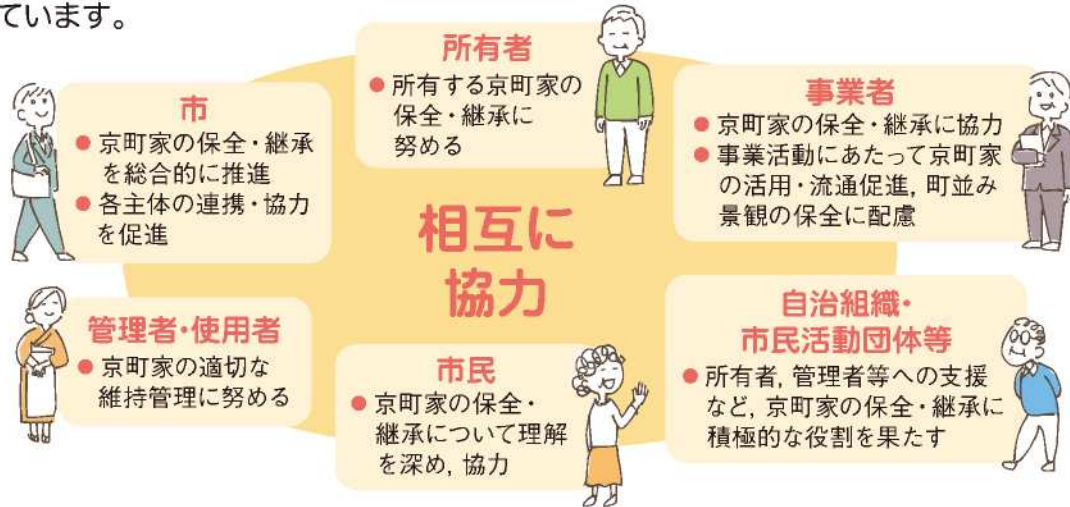 ています。
所有者
● 所有する京町家の
保全・継承に
努める
市
● 京町家の保全・継承
を総合的に推進
● 各主体の連携・協力
を促進
事業者
● 京町家の保全・継承に協力
● 事業活動にあたって京町家
の活用・流通促進, 町並み
景観の保全に配慮
相互に
協力
管理者・使用者
● 京町家の適切な
維持管理に努める
市民
● 京町家の保全・
継承について理解
を深め, 協力
自治組織・
市民活動団体等
● 所有者, 管理者等への支援
など, 京町家の保全・継承に
積極的な役割を果たす